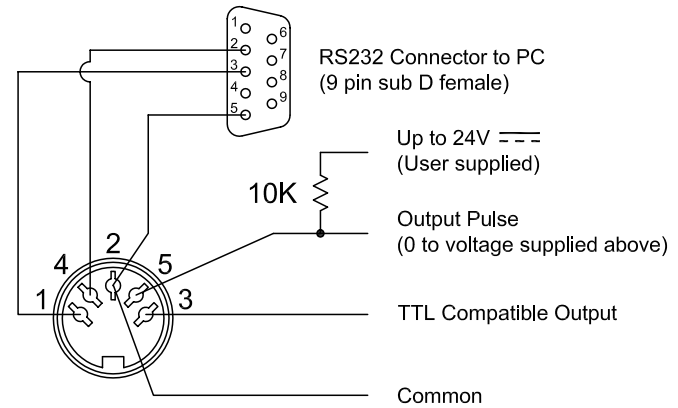 1
6
2
7
3
8
4
9
5
RS232 Connector to PC
(9 pin sub D female)
Up to 24V
(User supplied)
10K
Output Pulse
(0 to voltage supplied above)
2
4
5
1
3
TTL Compatible Output
Common